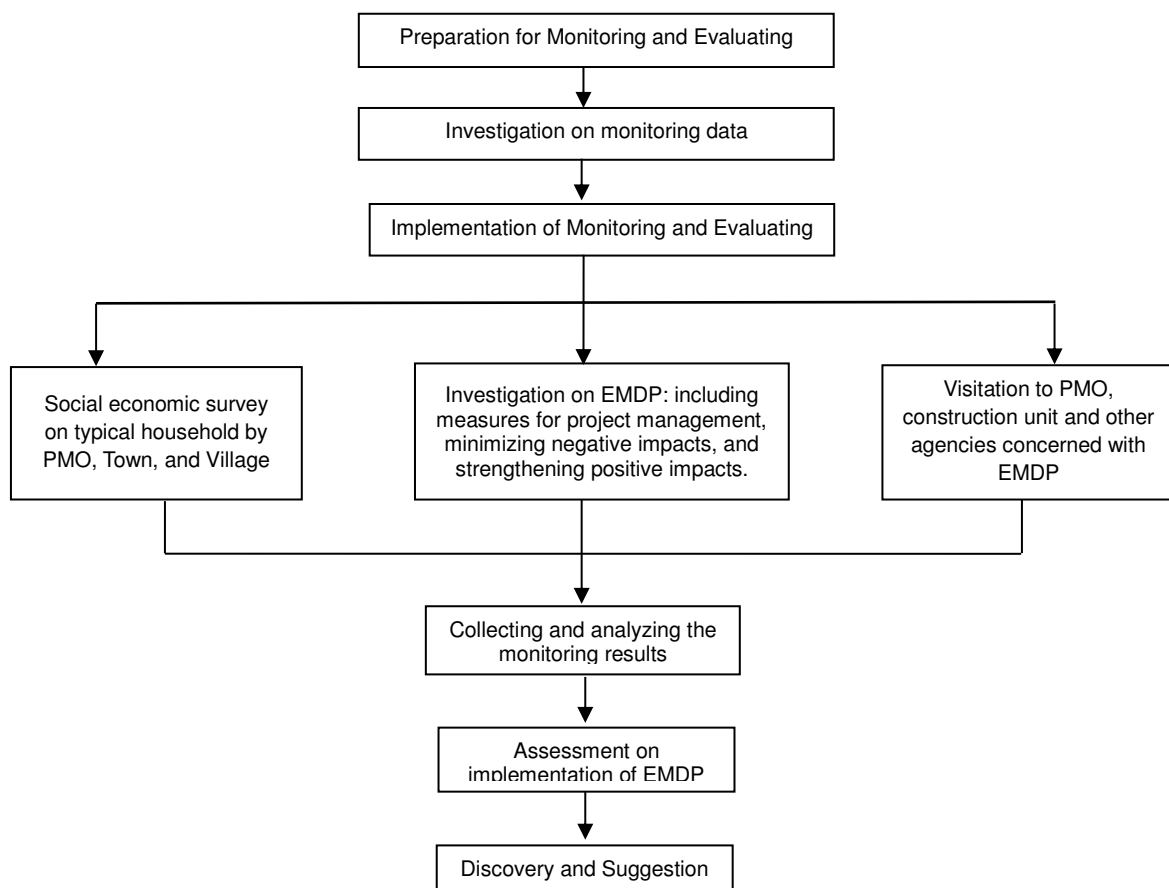 Preparation for Monitoring and Evaluating
Investigation on monitoring data
Implementation of Monitoring and Evaluating
Social economic survey
on typical household by
PMO, Town, and Village
Investigation on EMDP: including
measures for project management,
minimizing negative impacts, and
strengthening positive impacts.
Visitation to PMO,
construction unit and other
agencies concerned with
EMDP
Collecting and analyzing the
monitoring results
Assessment on
implementation of EMDP
Discovery and Suggestion